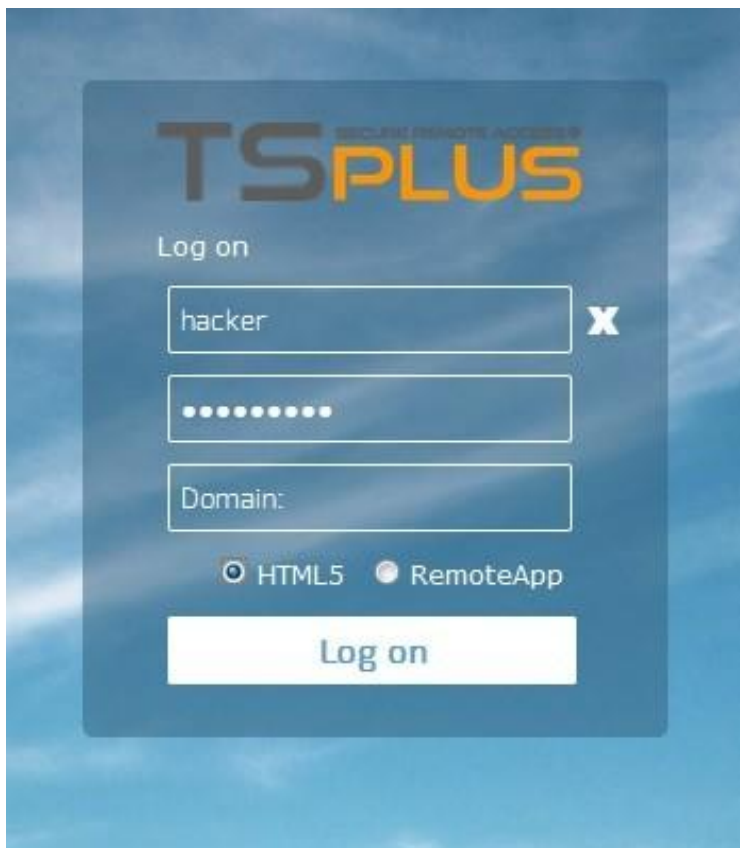 SECURE REMOTE ACCESS
TSPLUS
Log on
hacker
•••••••••
Domain:
HTML5 RemoteApp
Log on